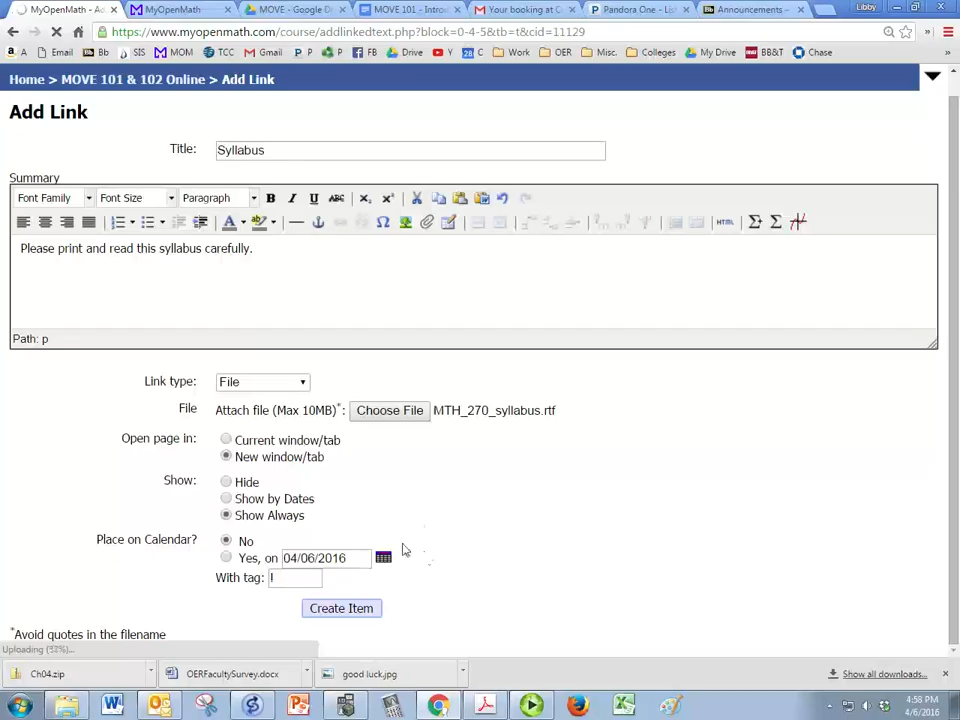 MyOpenMath - Ad
MyOpenMath
MOVE - Google D
MOVE 101 - Introd
Your booking at C
Pandora One - List
Announcements –
Libby
https://www.myopenmath.com/course/addlinkedtext.php?block=0-4-5&tb=t&cid=11129
A
Email
Bb
SIS
MOM
TCC
Gmail
P
P
FB
Drive
Y
C
Work
OER
Misc.
Colleges
My Drive
BB&T
Chase
Home > MOVE 101 & 102 Online > Add Link
Add Link
Title: Syllabus
Summary
Font Family Font Size Paragraph B I U ABC
HTML
Please print and read this syllabus carefully.
Path: p
Link type: File
File Attach file (Max 10MB)*: Choose File MTH_270_syllabus.rtf
Open page in: Current window/tab
New window/tab
Show: Hide
Show by Dates
Show Always
Place on Calendar? No
Yes, on 04/06/2016
With tag: !
Create Item
*Avoid quotes in the filename
Ch04.zip
OERFacultySurvey.docx
good luck.jpg
Show all downloads...
4:58 PM
4/6/2016